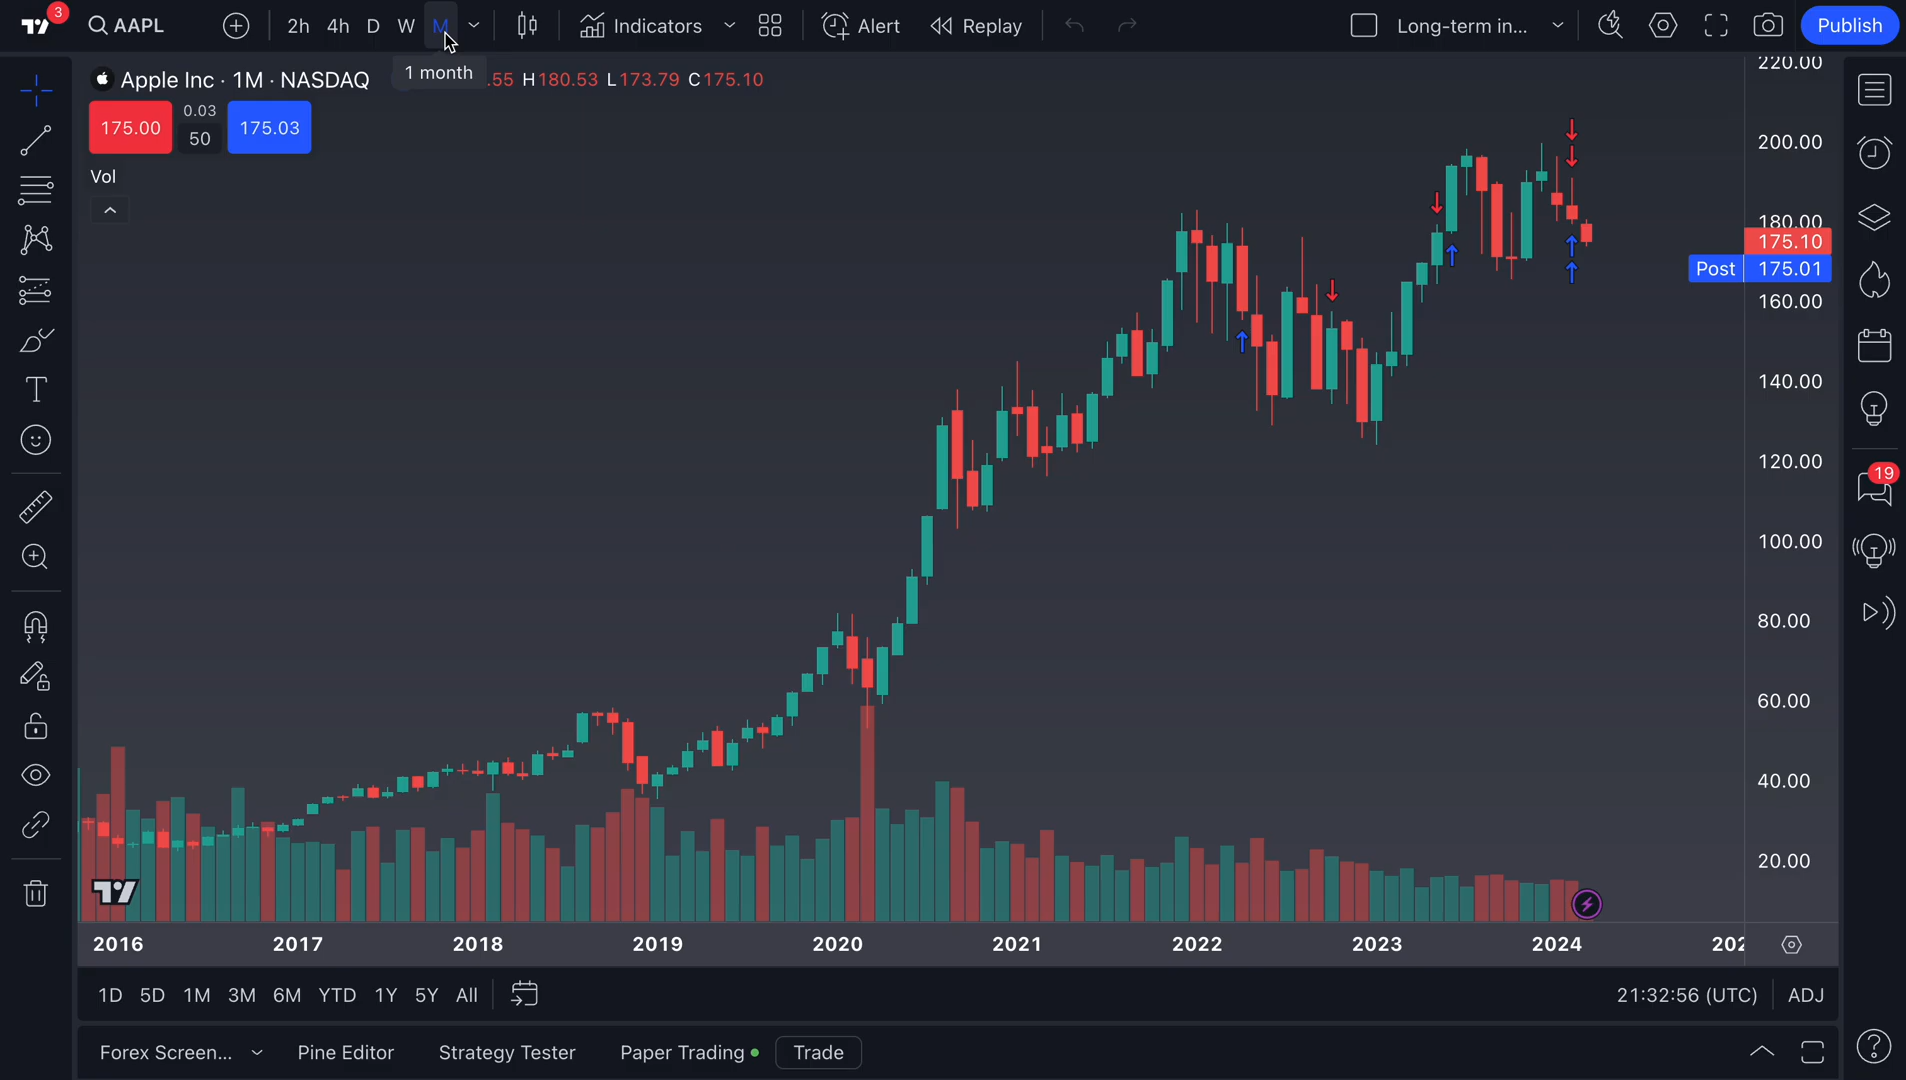 3
AAPL
2h 4h D W M
Indicators
Alert
Replay
Long-term in...
Publish
Apple Inc · 1M · NASDAQ
1 month
.55 H180.53 L173.79 C175.10
175.00
0.03
50
175.03
Vol
220.00
200.00
180.00
175.10
Post 175.01
160.00
140.00
120.00
100.00
80.00
60.00
40.00
20.00
19
2016 2017 2018 2019 2020 2021 2022 2023 2024 202
1D 5D 1M 3M 6M YTD 1Y 5Y All
21:32:56 (UTC)
ADJ
Forex Screen...
Pine Editor
Strategy Tester
Paper Trading
Trade